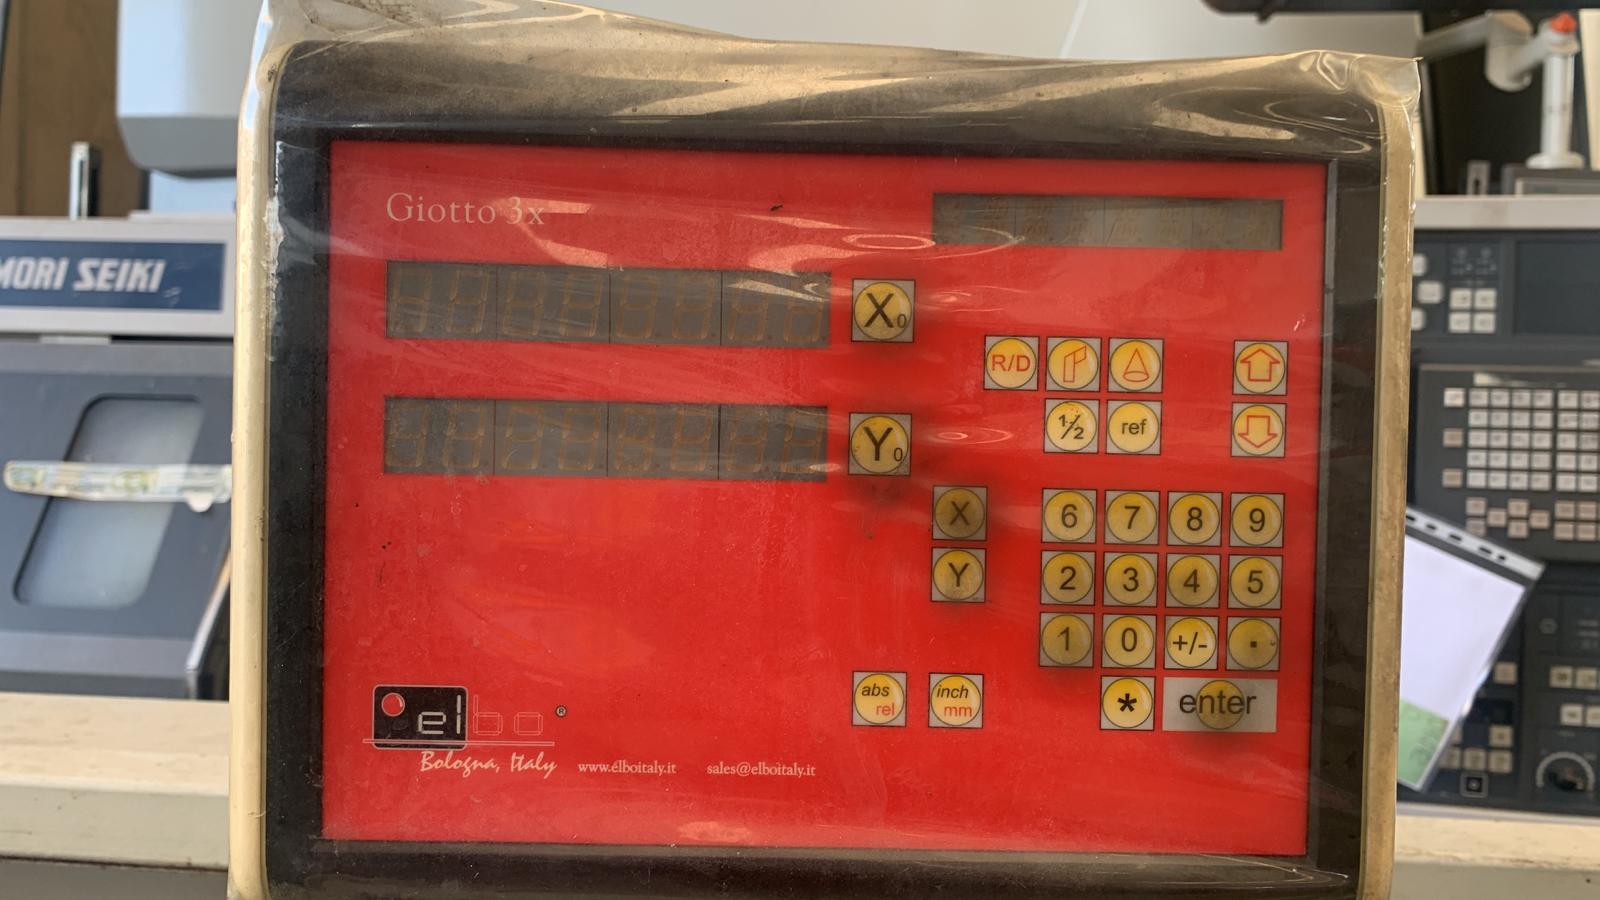 Giotto 3x
MORI SEIKI
X0
R/D
Y0
½ ref
X
6 7 8 9
Y
2 3 4 5
1 0 +/- .
abs
rel
inch
mm
* enter
elbo ®
Bologna, Italy
www.elboitaly.it sales@elboitaly.it